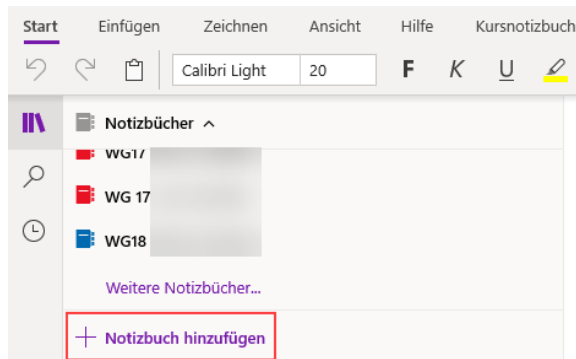 Start Einfügen Zeichnen Ansicht Hilfe Kursnotizbuch
Calibri Light 20 F K U
Notizbücher
WG17
WG 17
WG18
Weitere Notizbücher...
+ Notizbuch hinzufügen